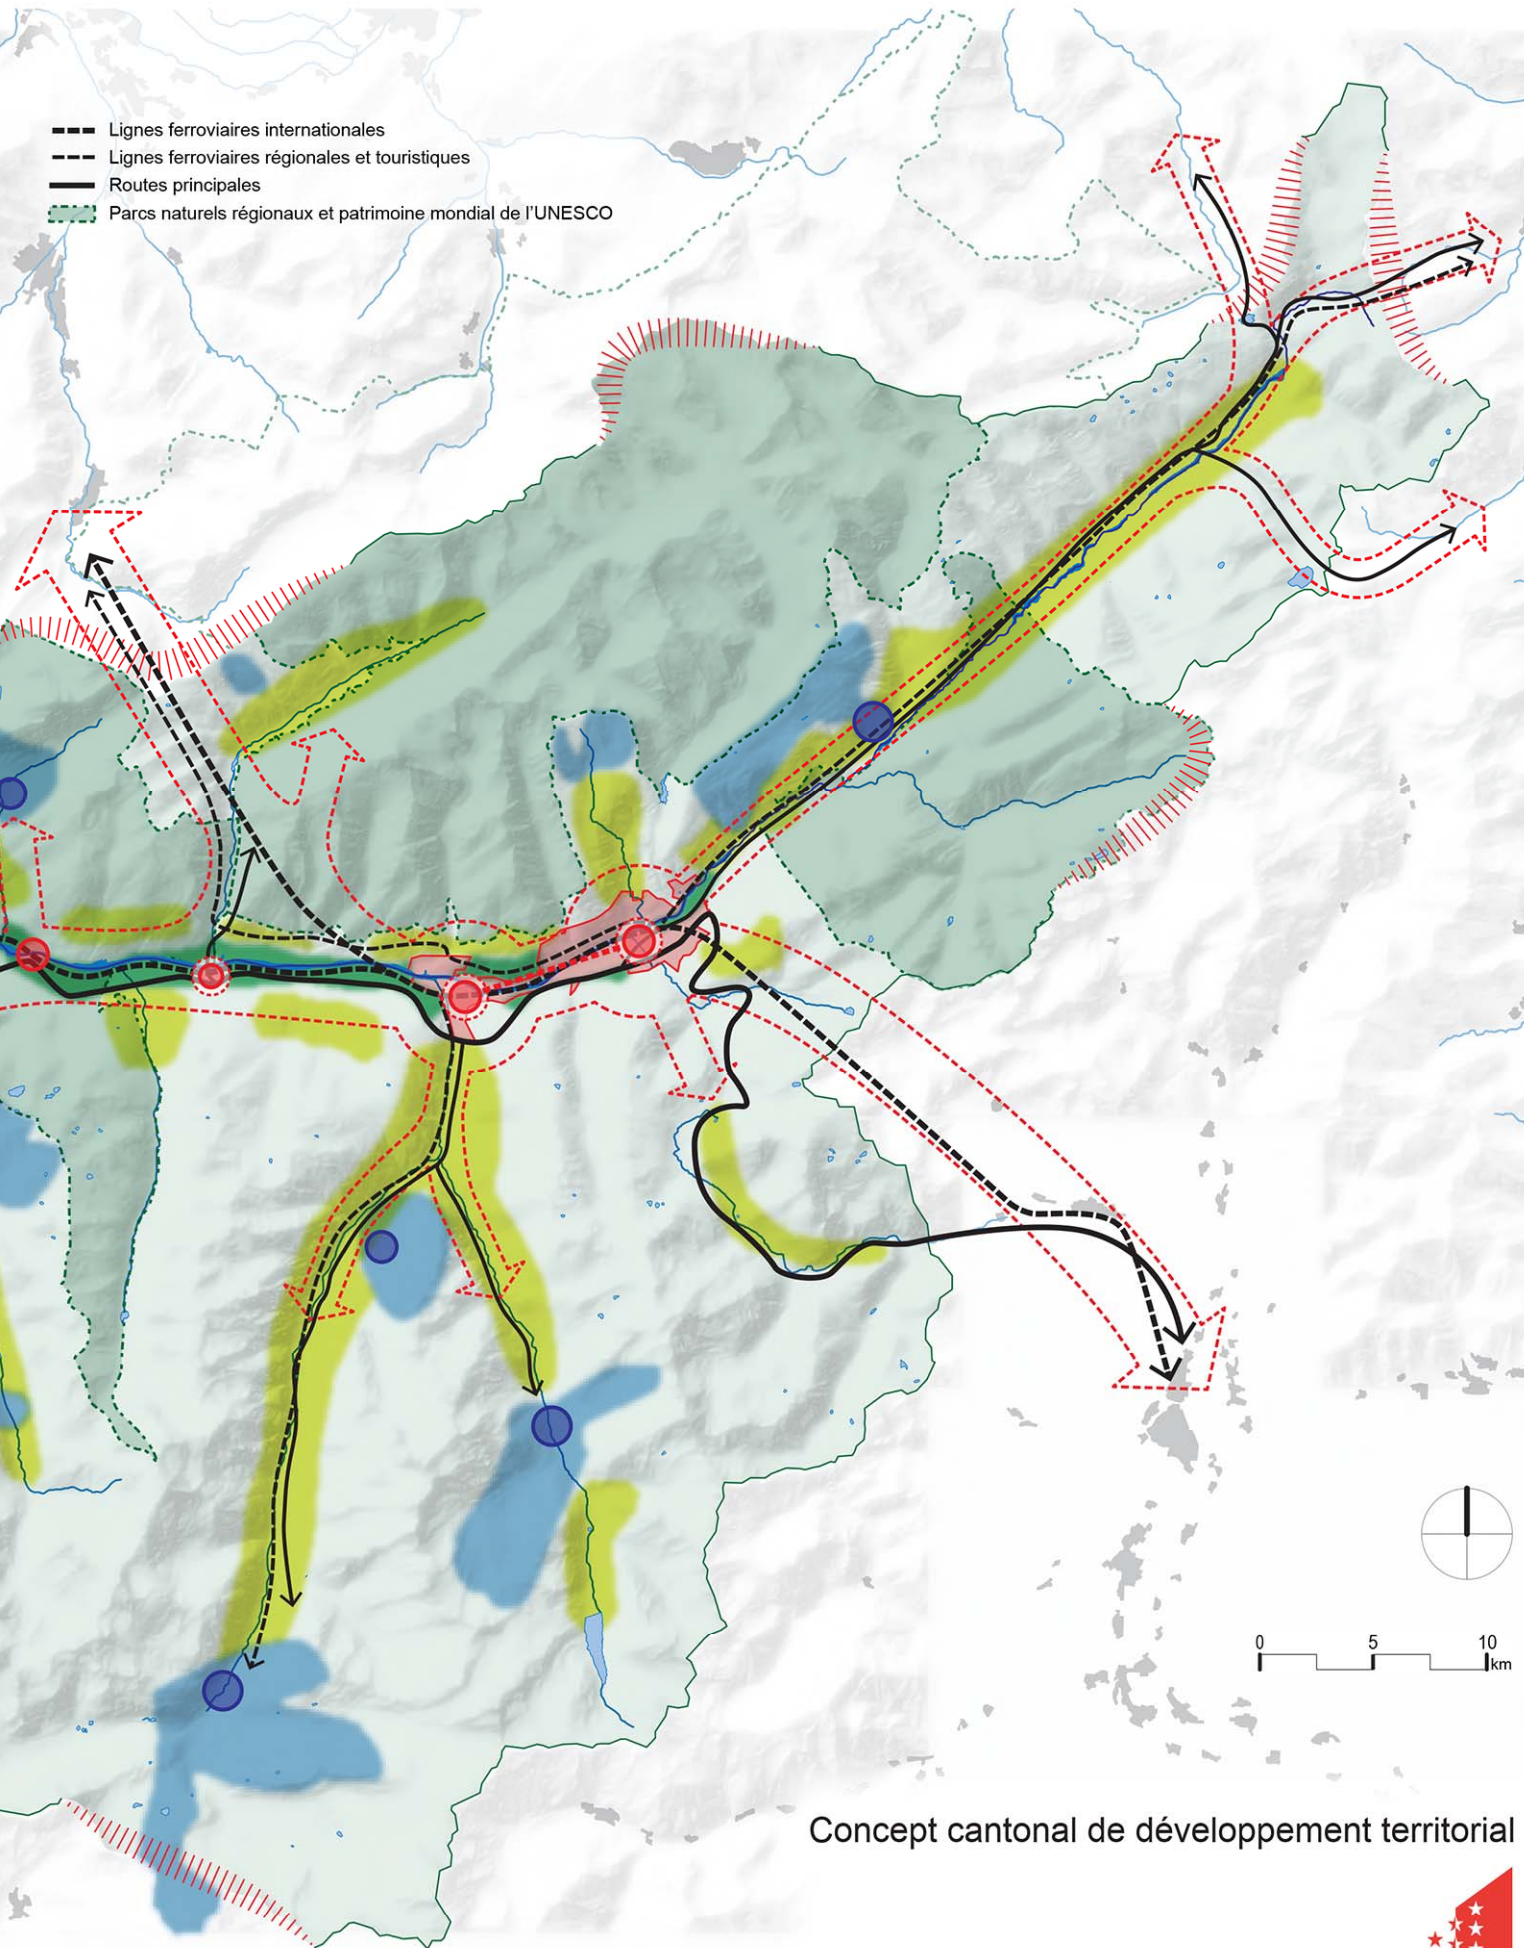 Lignes ferroviaires internationales
Lignes ferroviaires régionales et touristiques
Routes principales
Parcs naturels régionaux et patrimoine mondial de l'UNESCO
0 5 10
km
Concept cantonal de développement territorial